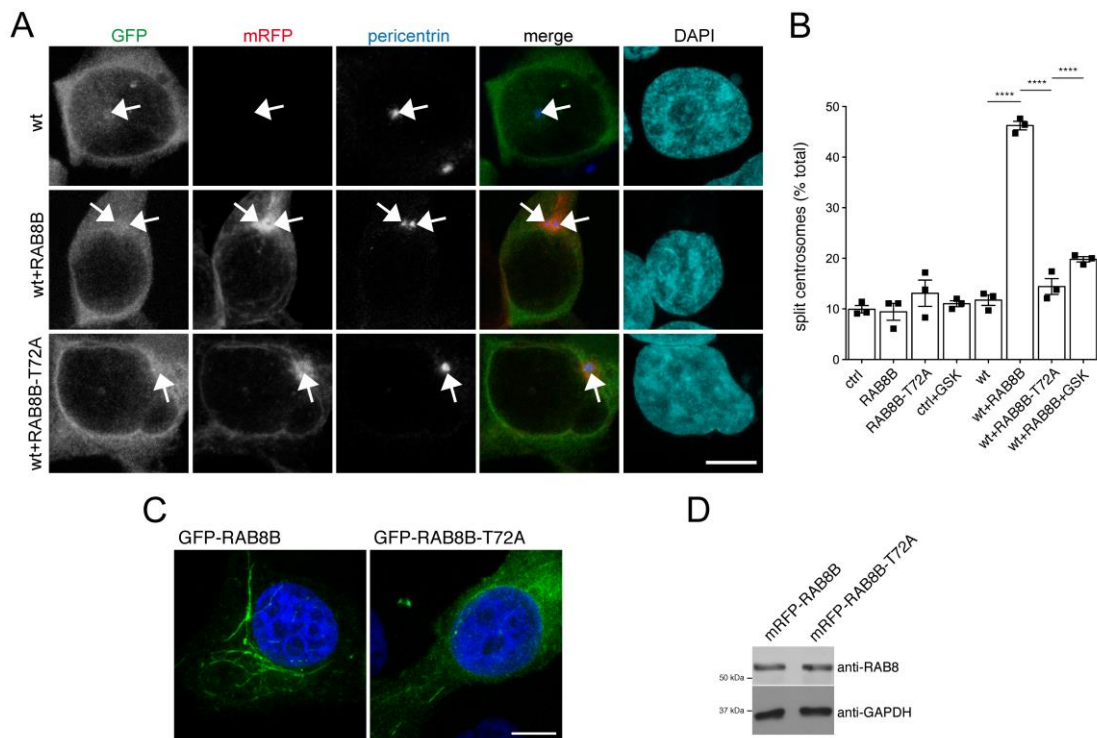 A
GFP
mRFP
pericentrin
merge
DAPI
wt
wt+RAB8B
wt+RAB8B-T72A
B
****
****
****
split centrosomes (% total)
50
40
30
20
10
0
ctrl
RAB8B
RAB8B-T72A
ctrl+GSK
wt
wt+RAB8B
wt+RAB8B-T72A
wt+RAB8B+GSK
C
GFP-RAB8B
GFP-RAB8B-T72A
D
mRFP-RAB8B
mRFP-RAB8B-T72A
50 kDa
anti-RAB8
37 kDa
anti-GAPDH